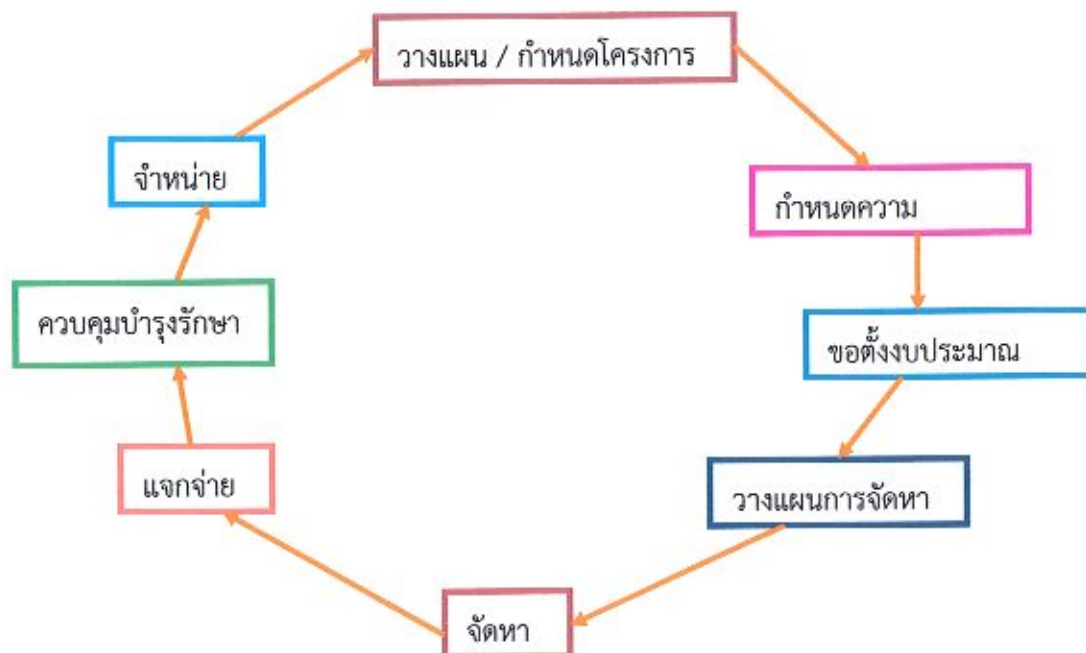 วางแผน / กำหนดโครงการ
กำหนดความ
ขอตั้งงบประมาณ
วางแผนการจัดหา
จัดหา
แจกจ่าย
ควบคุมบำรุงรักษา
จำหน่าย